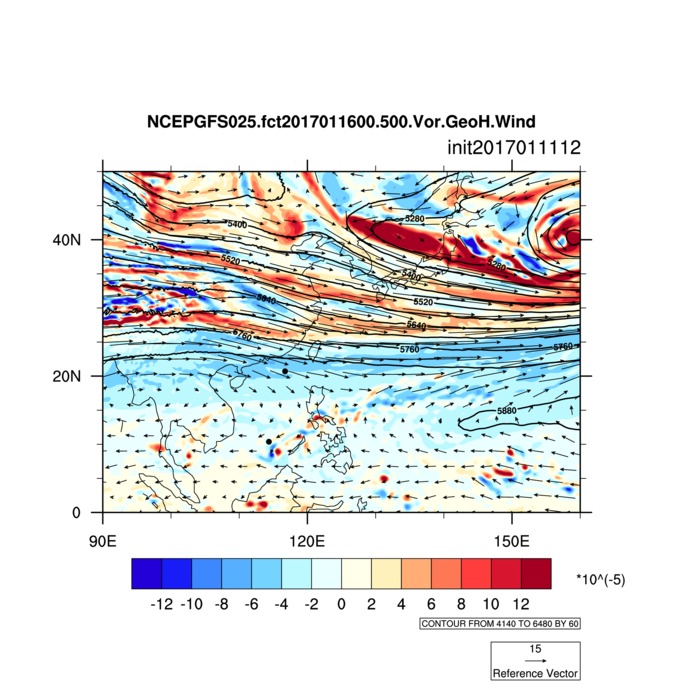 NCEPGFS025.fct2017011600.500.Vor.GeoH.Wind
init2017011112
40N
20N
0
90E 120E 150E
5280
5400
5520
5280
5400
5640
5520
5640
5760
5760
5760
5880
-12 -10 -8 -6 -4 -2 0 2 4 6 8 10 12
*10^(-5)
CONTOUR FROM 4140 TO 6480 BY 60
15
Reference Vector